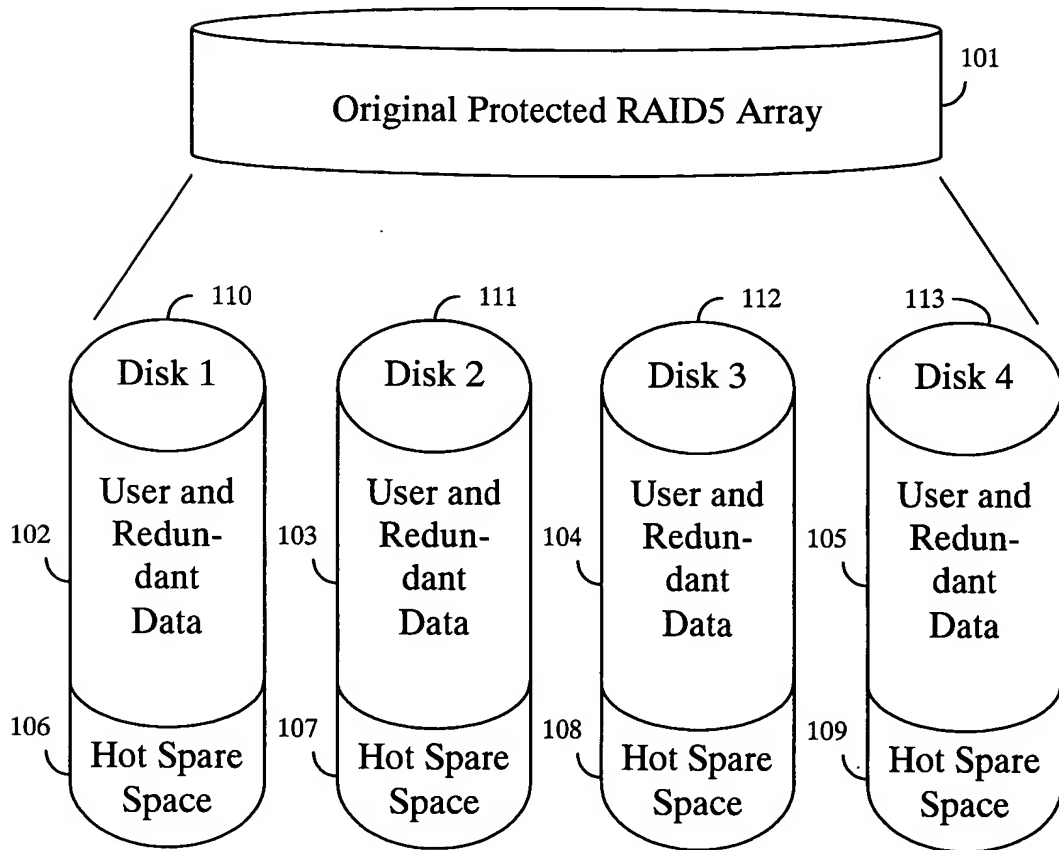 101
Original Protected RAID5 Array
110
111
112
113
Disk 1
Disk 2
Disk 3
Disk 4
102
User and
Redun-
dant
Data
103
User and
Redun-
dant
Data
104
User and
Redun-
dant
Data
105
User and
Redun-
dant
Data
106
Hot Spare
Space
107
Hot Spare
Space
108
Hot Spare
Space
109
Hot Spare
Space